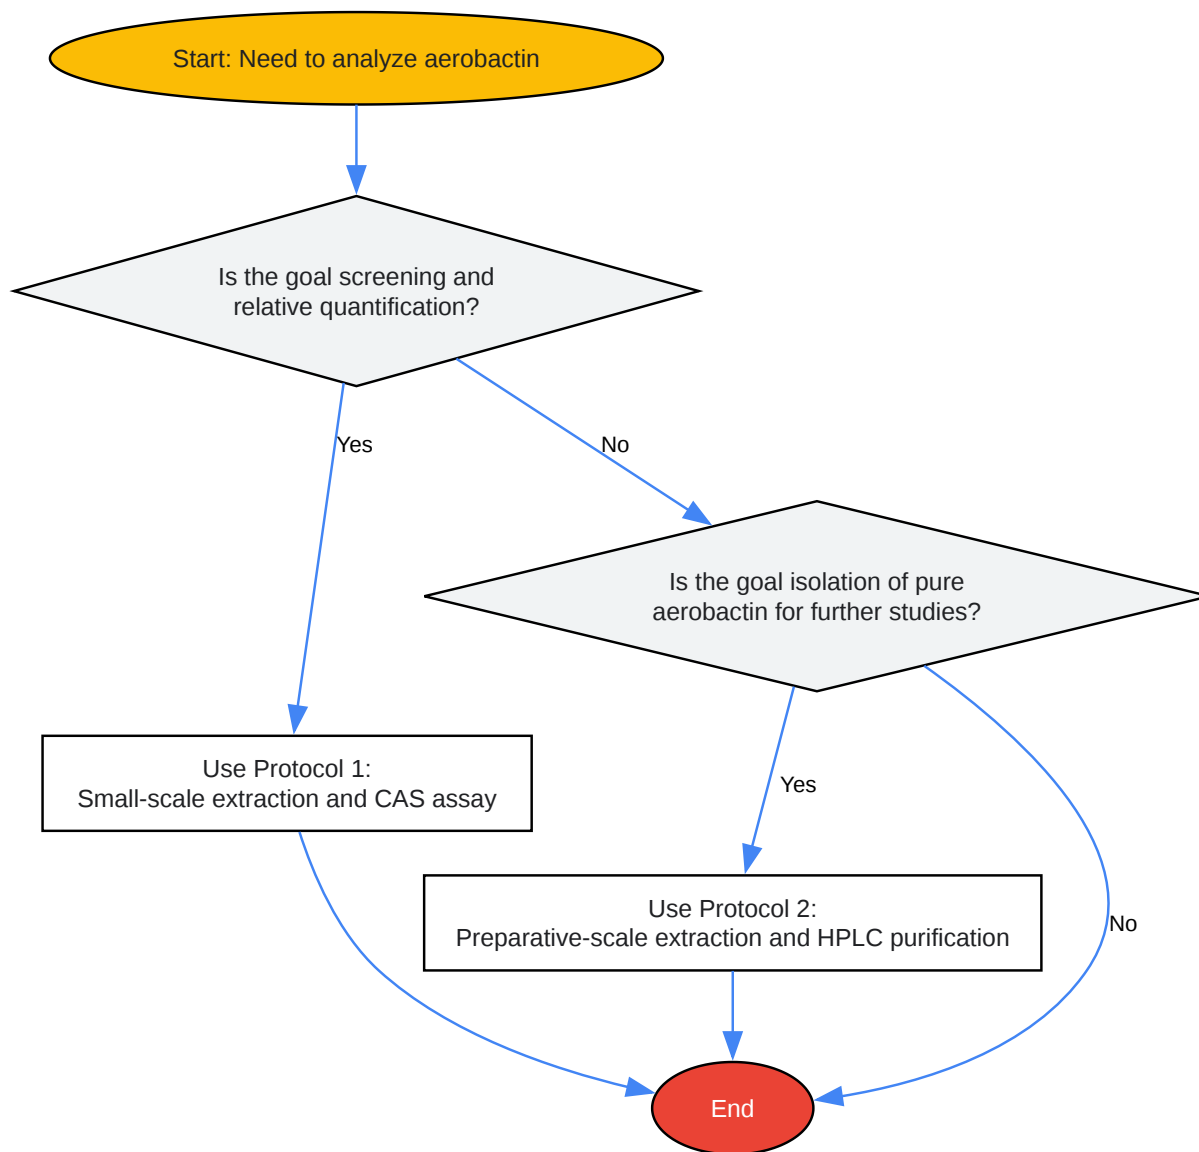 Start: Need to analyze aerobactin
Is the goal screening and
relative quantification?
Yes
No
Is the goal isolation of pure
aerobactin for further studies?
Use Protocol 1:
Small-scale extraction and CAS assay
Yes
Use Protocol 2:
Preparative-scale extraction and HPLC purification
No
End